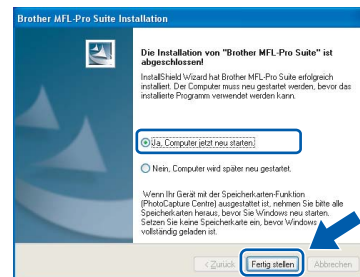 Brother MFL-Pro Suite Installation
Die Installation von "Brother MFL-Pro Suite" ist
abgeschlossen!
InstallShield Wizard hat Brother MFL-Pro Suite erfolgreich
installiert. Der Computer muss neu gestartet werden, bevor das
installierte Programm verwendet werden kann.
Ja, Computer jetzt neu starten.
Nein, Computer wird später neu gestartet.
Wenn Ihr Gerät mit der Speicherkarten-Funktion
(PhotoCapture Centre) ausgestattet ist, nehmen Sie bitte alle
Speicherkarten heraus, bevor Sie Windows neu starten.
Setzen Sie keine Speicherkarte ein, bevor Windows
vollständig geladen ist.
< Zurück
Fertig stellen
Abbrechen